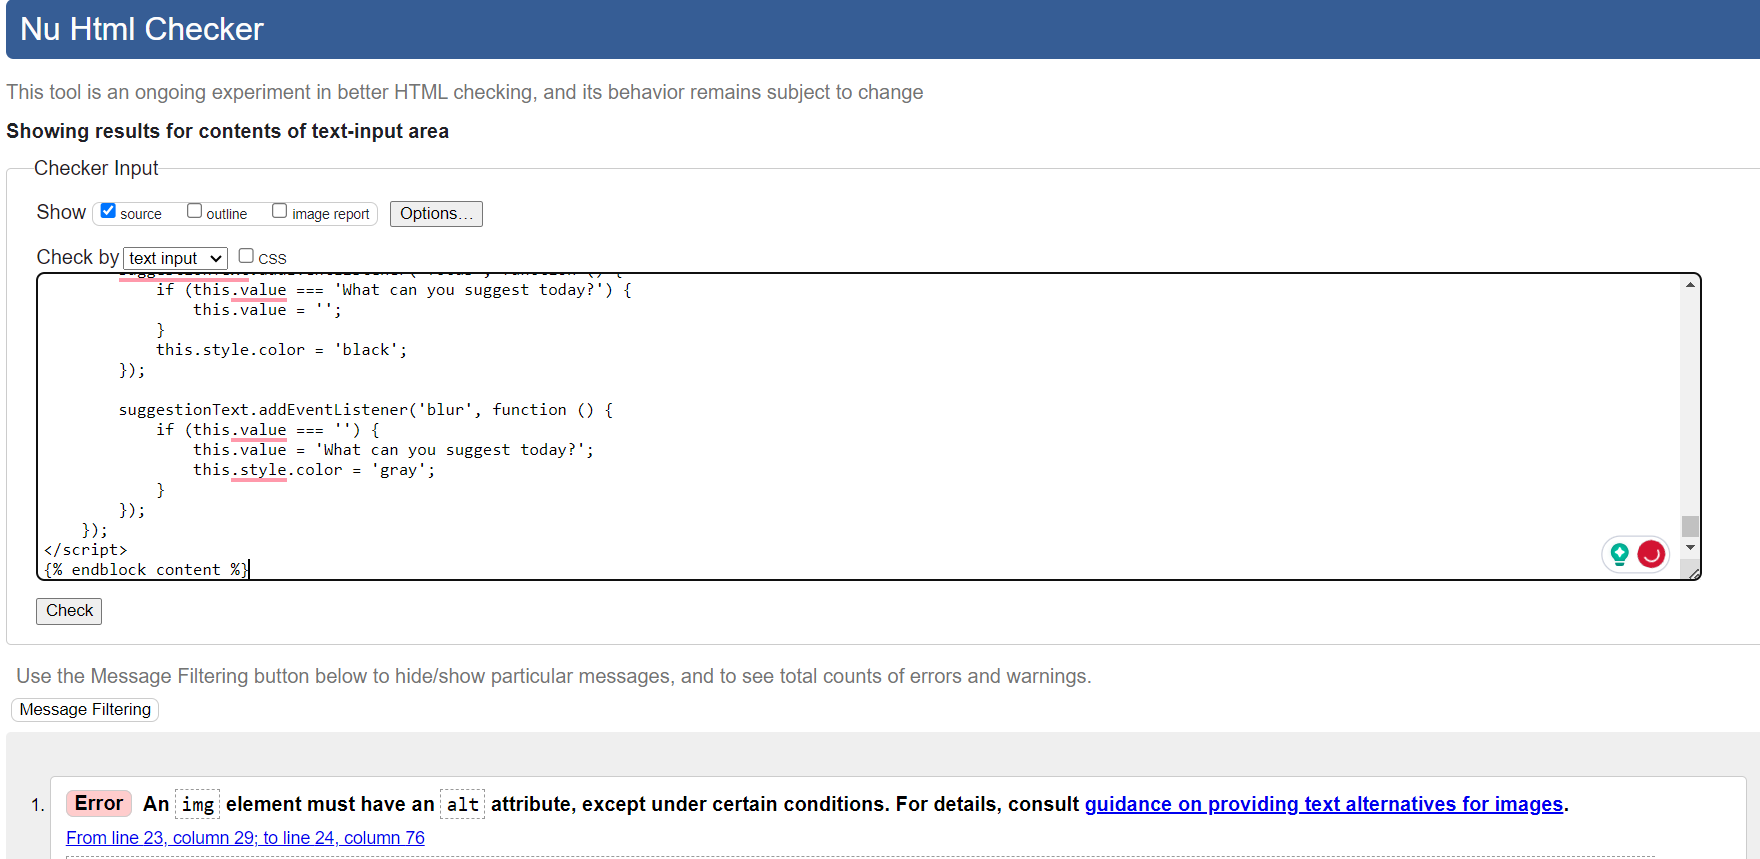 Nu Html Checker
This tool is an ongoing experiment in better HTML checking, and its behavior remains subject to change
Showing results for contents of text-input area
Checker Input
Show source outline image report Options...
Check by text input CSS
if (this.value === 'What can you suggest today?') {
this.value = '';
}
this.style.color = 'black';
});
suggestionText.addEventListener('blur', function () {
if (this.value === '') {
this.value = 'What can you suggest today?';
this.style.color = 'gray';
}
});
});
</script>
{% endblock content %}
Check
Use the Message Filtering button below to hide/show particular messages, and to see total counts of errors and warnings.
Message Filtering
1. Error An img element must have an alt attribute, except under certain conditions. For details, consult guidance on providing text alternatives for images.
From line 23, column 29; to line 24, column 76